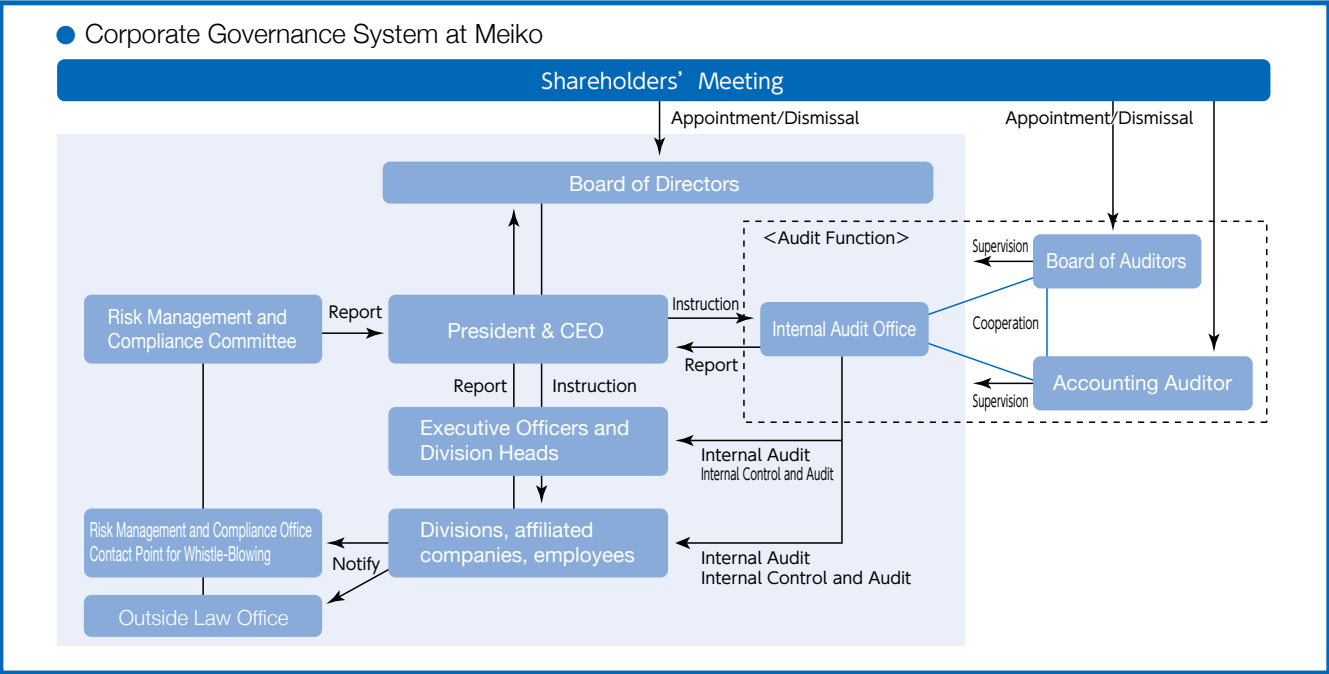 Corporate Governance System at Meiko
Shareholders’ Meeting
Appointment/Dismissal
Appointment/Dismissal
Board of Directors
<Audit Function>
Supervision
Board of Auditors
Risk Management and
Compliance Committee
Report
President & CEO
Instruction
Internal Audit Office
Cooperation
Report
Accounting Auditor
Supervision
Report
Instruction
Executive Officers and
Division Heads
Internal Audit
Internal Control and Audit
Risk Management and Compliance Office
Contact Point for Whistle-Blowing
Notify
Divisions, affiliated
companies, employees
Internal Audit
Internal Control and Audit
Outside Law Office